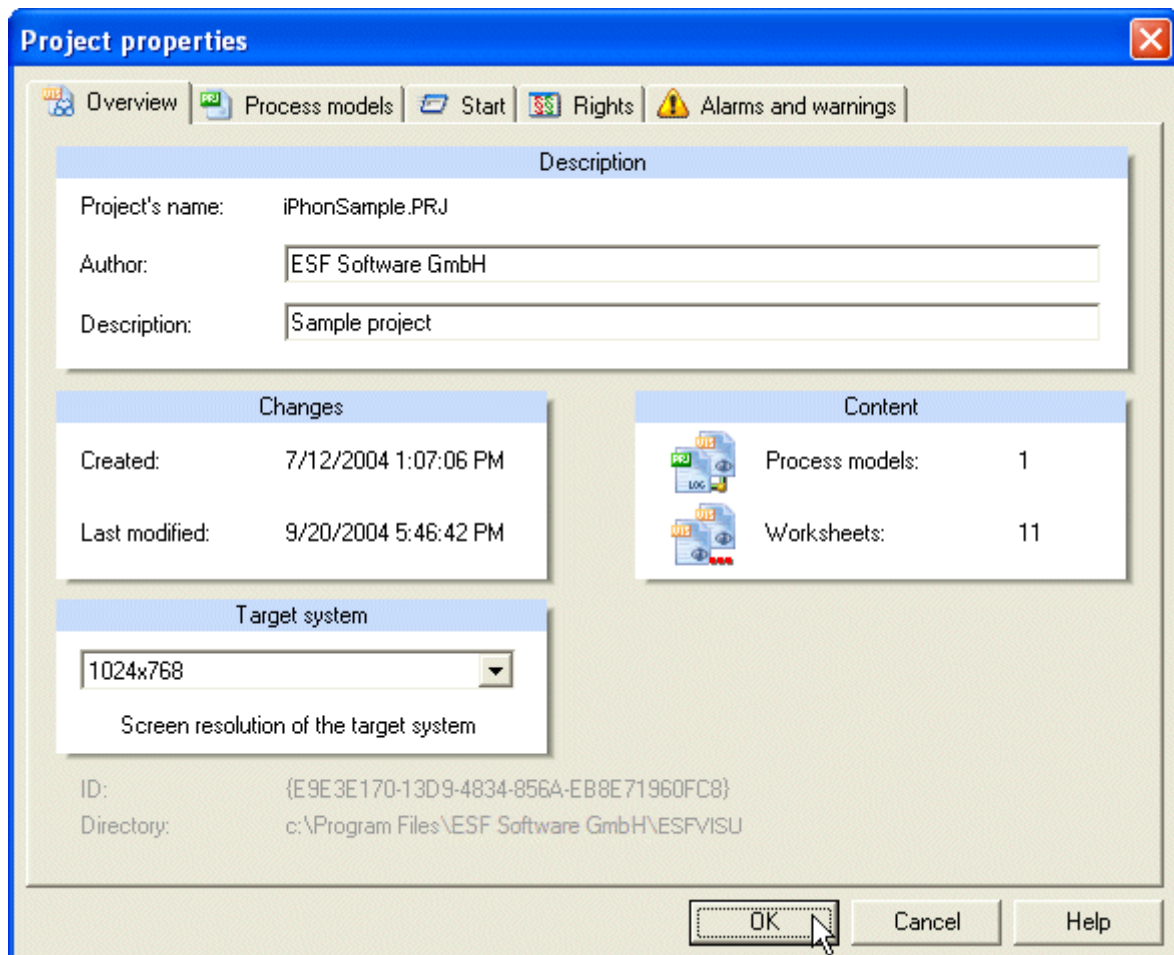 Project properties
Overview Process models Start Rights Alarms and warnings
Description
Project's name: iPhonSample.PRJ
Author: ESF Software GmbH
Description: Sample project
Changes
Created: 7/12/2004 1:07:06 PM
Last modified: 9/20/2004 5:46:42 PM
Content
Process models: 1
Worksheets: 11
Target system
1024x768
Screen resolution of the target system
ID: {E9E3E170-13D9-4834-856A-EB8E71960FC8}
Directory: c:\Program Files\ESF Software GmbH\ESFVISU
OK Cancel Help